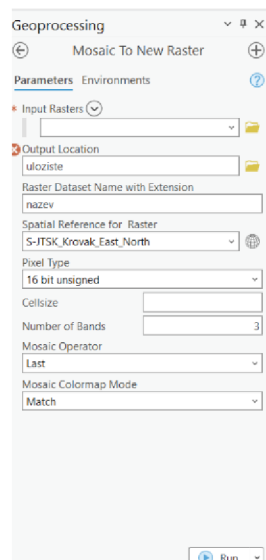 Geoprocessing
Mosaic To New Raster
Parameters Environments
* Input Rasters
Output Location
uloziste
Raster Dataset Name with Extension
nazev
Spatial Reference for Raster
S-JTSK_Krovak_East_North
Pixel Type
16 bit unsigned
Cellsize
Number of Bands 3
Mosaic Operator
Last
Mosaic Colormap Mode
Match
Run